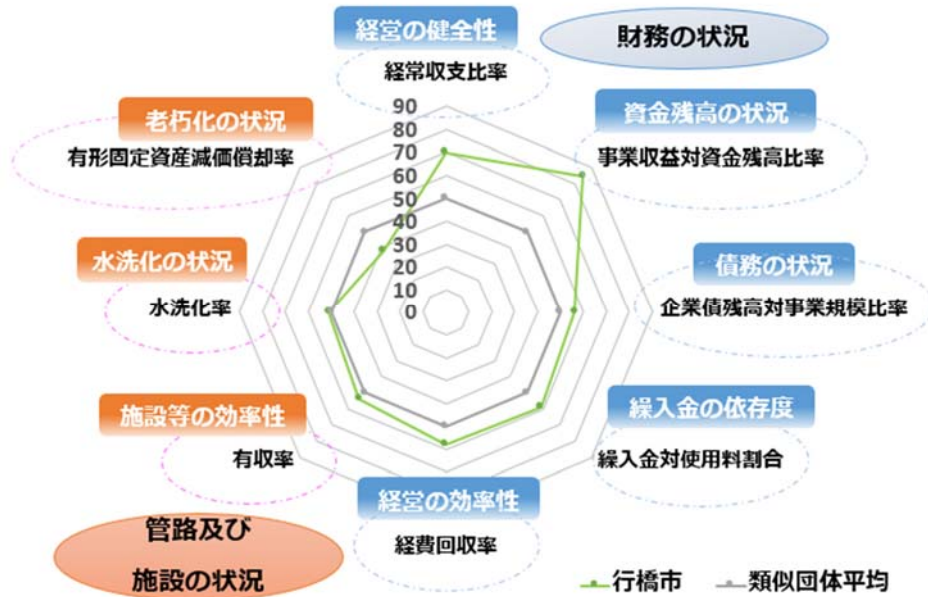 経営の健全性
財務の状況
経常収支比率
老朽化の状況
有形固定資産減価償却率
資金残高の状況
事業収益対資金残高比率
90
80
70
60
50
40
30
20
10
0
水洗化の状況
水洗化率
債務の状況
企業債残高対事業規模比率
施設等の効率性
有収率
繰入金の依存度
繰入金対使用料割合
経営の効率性
経費回収率
管路及び
施設の状況
行橋市
類似団体平均